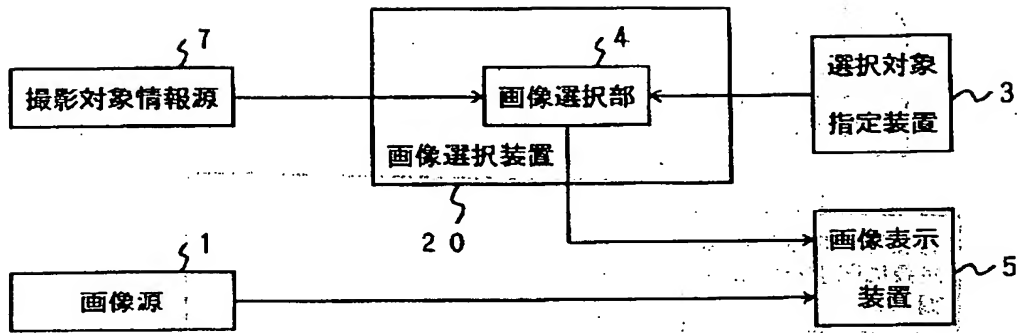 7
撮影対象情報源
4
画像選択部
画像選択装置
20
選択対象
指定装置
3
1
画像源
画像表示
装置
5